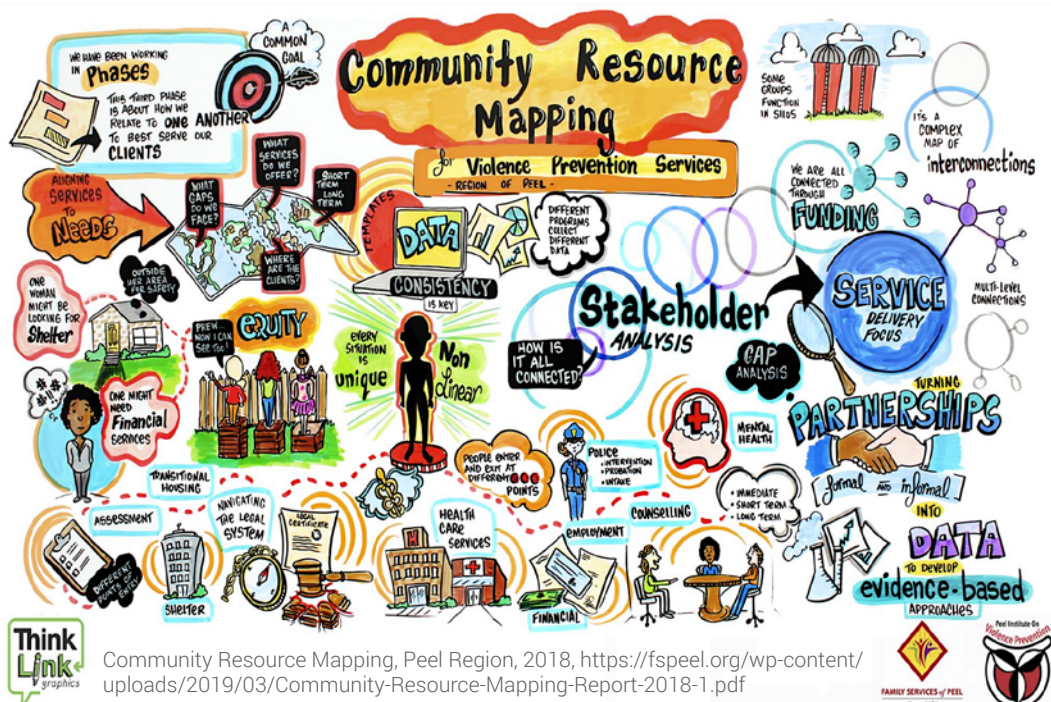 WE HAVE BEEN WORKING
IN Phases
THIS THIRD PHASE
IS ABOUT HOW WE
RELATE TO ONE ANOTHER
TO BEST SERVE OUR
CLIENTS
A
COMMON
GOAL
Community Resource
Mapping
for Violence Prevention Services
- REGION OF PEEL -
SOME
GROUPS
FUNCTION
IN SILOS
IT'S A
COMPLEX
MAP OF
interconnections
WE ARE ALL
CONNECTED
THROUGH
FUNDING
ALIGNING
SERVICES
TO
NEEDS
WHAT
GAPS
DO WE
FACE?
WHAT
SERVICES
DO WE
OFFER?
SHORT
TERM
LONG
TERM
WHERE
ARE THE
CLIENTS?
TEMPLATES
DATA
CONSISTENCY
IS KEY
DIFFERENT
PROGRAMS
COLLECT
DIFFERENT
DATA
Stakeholder
ANALYSIS
HOW IS
IT ALL
CONNECTED?
SERVICE
DELIVERY
FOCUS
MULTI-LEVEL
CONNECTIONS
GAP
ANALYSIS
ONE
WOMAN
MIGHT BE
LOOKING FOR
Shelter
OUTSIDE
HER AREA
FOR SAFETY
PHEW...
NOW I CAN
SEE TOO!
EQUITY
EVERY
SITUATION
IS
unique
Non
Linear
ONE MIGHT
NEED
Financial
SERVICES
TURNING
PARTNERSHIPS
formal AND informal
INTO
DATA
TO DEVELOP
evidence-based
APPROACHES
PEOPLE ENTER
AND EXIT AT
DIFFERENT
POINTS
POLICE
• INTERVENTION
• PROBATION
• INTAKE
MENTAL
HEALTH
• IMMEDIATE
• SHORT TERM
• LONG TERM
TRANSITIONAL
HOUSING
ASSESSMENT
DIFFERENT
POINTS OF
ENTRY
SHELTER
NAVIGATING
THE LEGAL
SYSTEM
LEGAL
CERTIFICATE
H
HEALTH
CARE
SERVICES
EMPLOYMENT
FINANCIAL
COUNSELLING
Think
Link
graphics
Community Resource Mapping, Peel Region, 2018, https://fspeel.org/wp-content/
uploads/2019/03/Community-Resource-Mapping-Report-2018-1.pdf
FAMILY SERVICES of PEEL
Peel Institute On
Violence Prevention